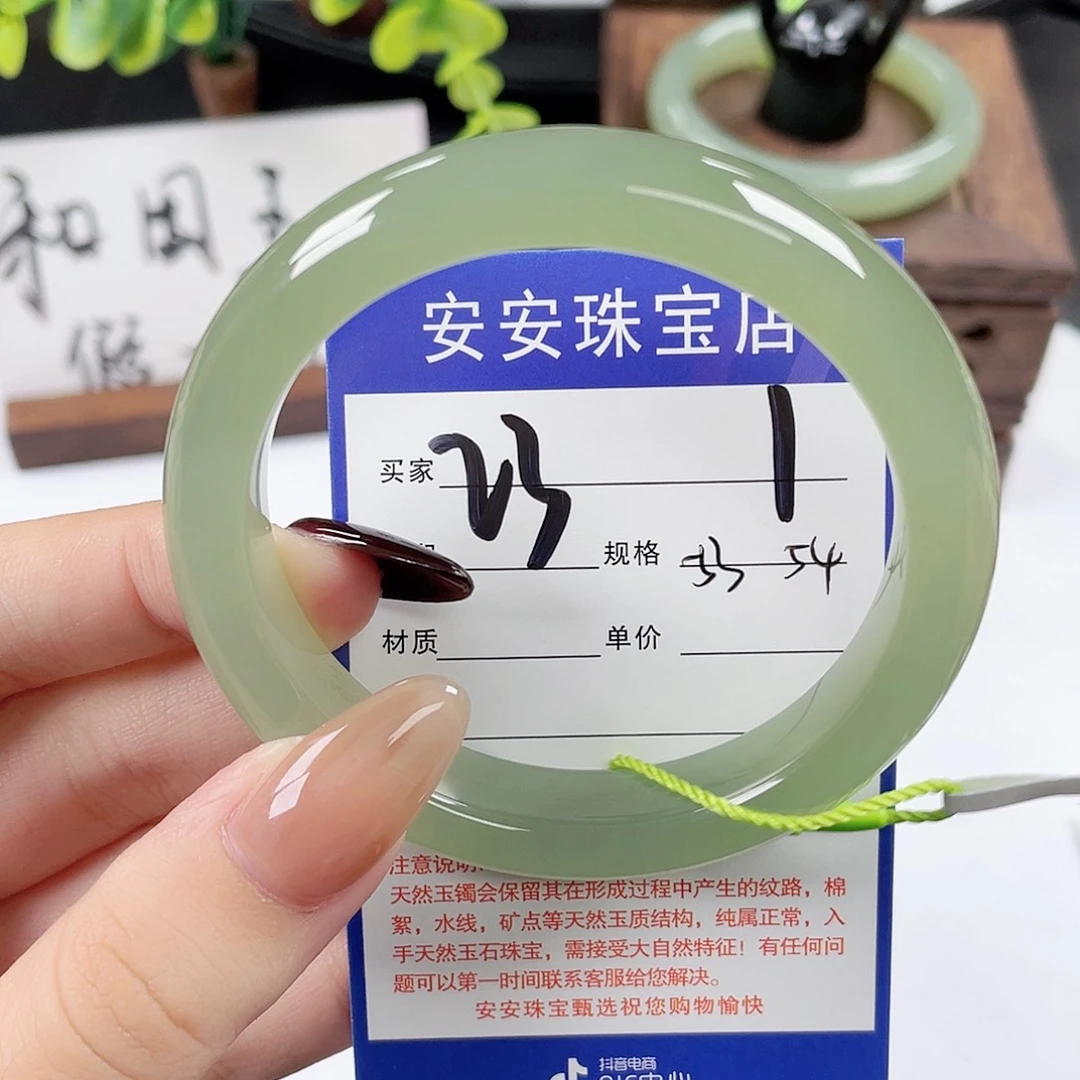 和田玉
假
安安珠宝店
买家 23 1
规格 53 54
材质 单价
注意说明
天然玉镯会保留其在形成过程中产生的纹路，棉
絮，水线，矿点等天然玉质结构，纯属正常，入
手天然玉石珠宝，需接受大自然特征！有任何问
题可以第一时间联系客服给您解决。
安安珠宝甄选祝您购物愉快
抖音电商